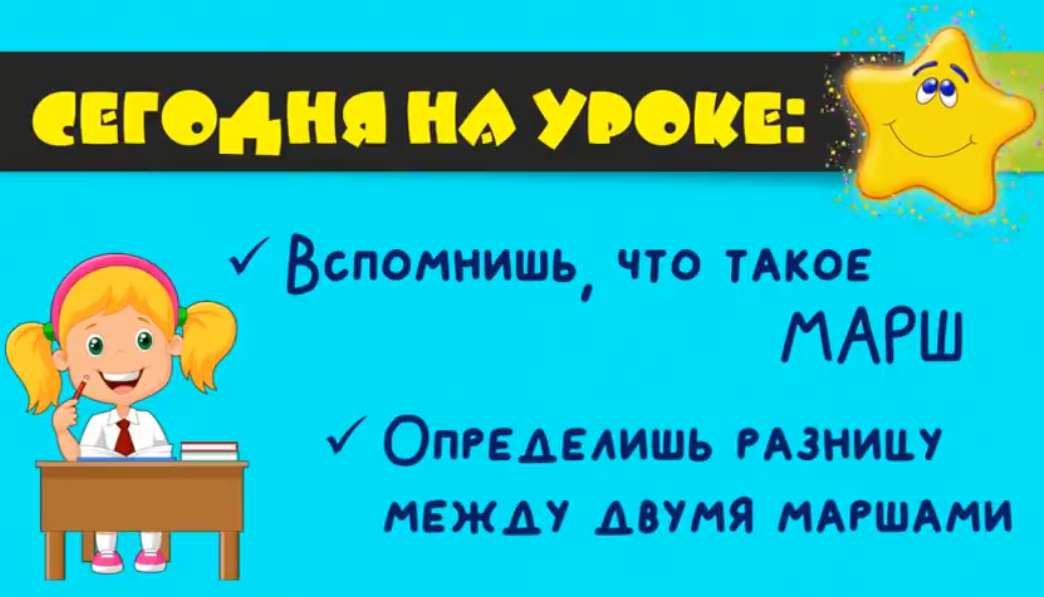 СЕГОДНЯ НА УРОКЕ:
Вспомнишь, что такое
МАРШ
Определишь разницу
между двумя маршами